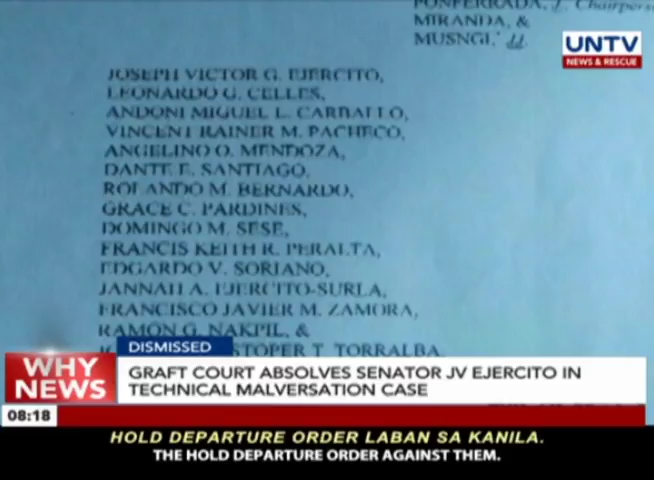 PONFERRADA, J. Chairperso
MIRANDA, &
MUSNGI, JJ.
UNTV
NEWS & RESCUE
JOSEPH VICTOR G. EJERCITO,
LEONARDO G. CELLES,
ANDONI MIGUEL L. CARBALLO,
VINCENT RAINER M. PACHECO,
ANGELINO O. MENDOZA,
DANTE E. SANTIAGO,
ROLANDO M. BERNARDO,
GRACE C. PARDINES,
DOMINGO M. SESE,
FRANCIS KEITH R. PERALTA,
EDGARDO V. SORIANO,
JANNAH A. EJERCITO-SURLA,
FRANCISCO JAVIER M. ZAMORA,
RAMON G. NAKPIL, &
STOPER T. TORRALBA
DISMISSED
WHY NEWS
GRAFT COURT ABSOLVES SENATOR JV EJERCITO IN
TECHNICAL MALVERSATION CASE
08:18
HOLD DEPARTURE ORDER LABAN SA KANILA.
THE HOLD DEPARTURE ORDER AGAINST THEM.